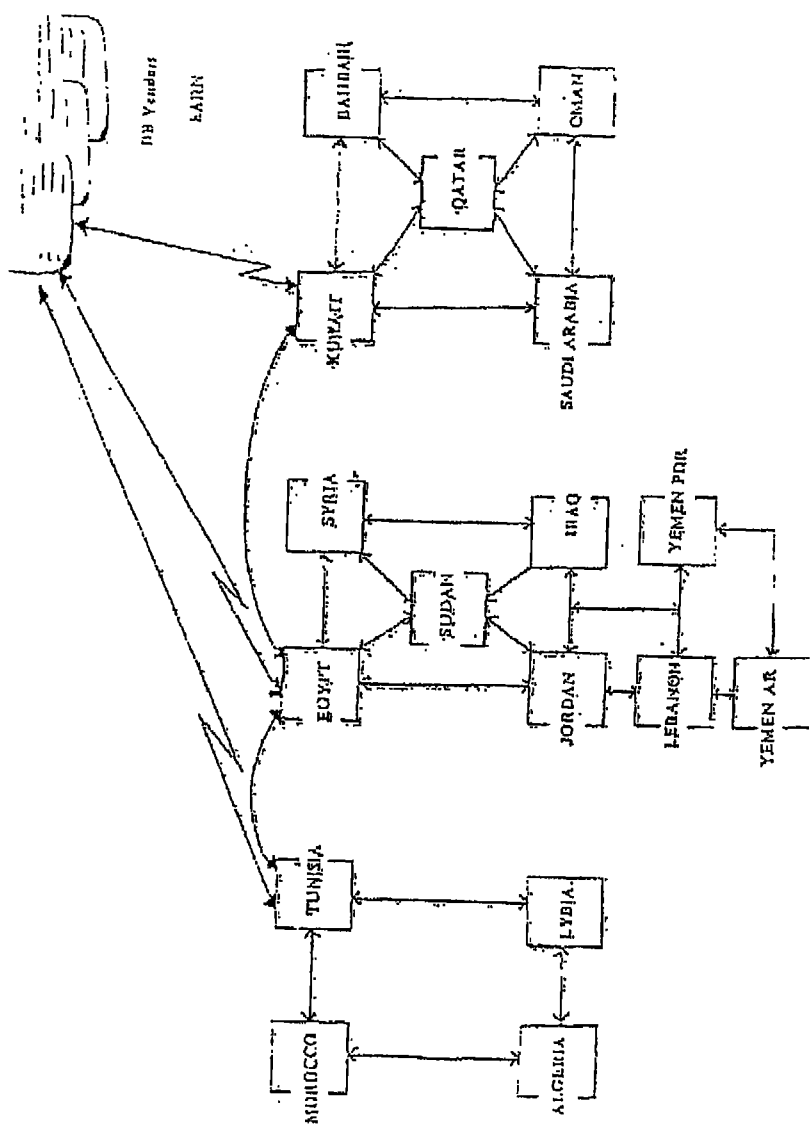 DB Vendors
EARN
BAHRAIN
OMAN
QATAR
KUWAIT
SAUDI ARABIA
SYRIA
IRAQ
YEMEN PDR
SUDAN
EGYPT
JORDAN
LEBANON
YEMEN AR
TUNISIA
LYBIA
MOROCCO
ALGERIA